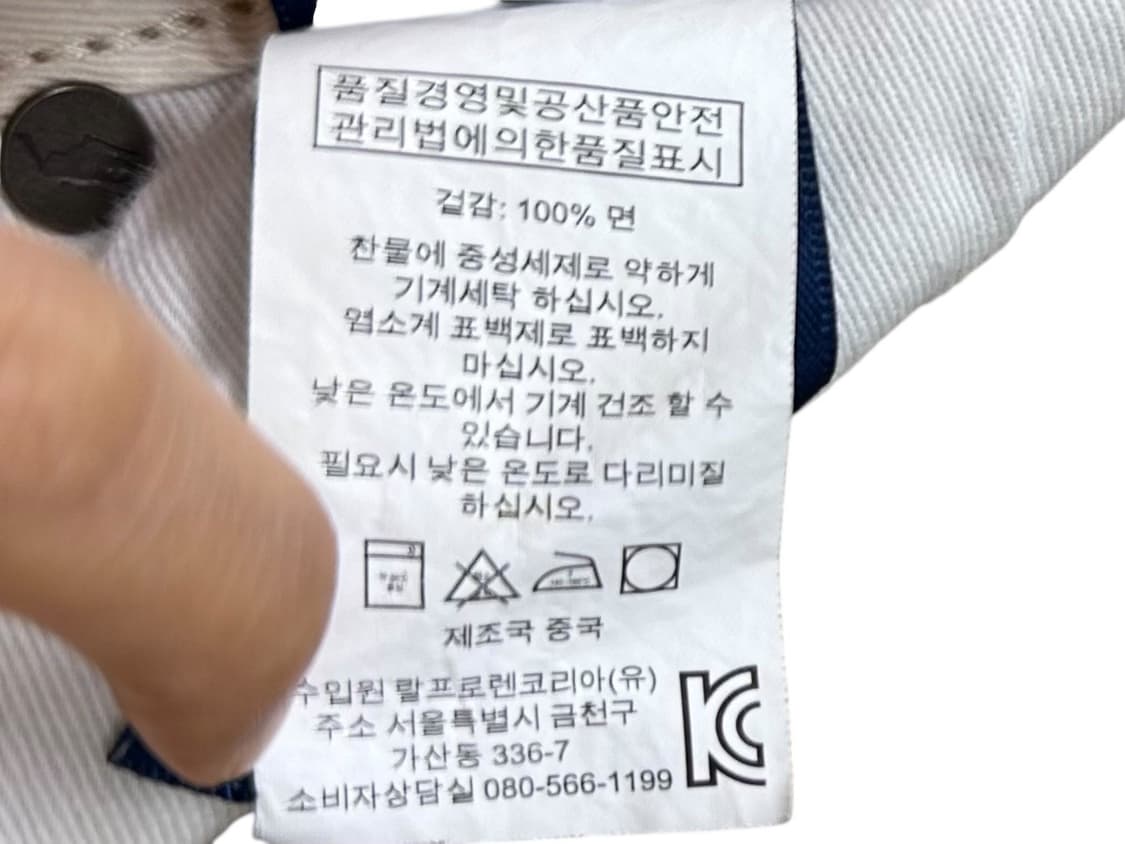 품질경영및공산품안전
관리법에의한품질표시
겉감: 100% 면
찬물에 중성세제로 약하게
기계세탁 하십시오.
염소계 표백제로 표백하지
마십시오.
낮은 온도에서 기계 건조 할 수
있습니다.
필요시 낮은 온도로 다리미질
하십시오.
제조국 중국
수입원 랄프로렌코리아(유)
주소 서울특별시 금천구
가산동 336-7
소비자상담실 080-566-1199